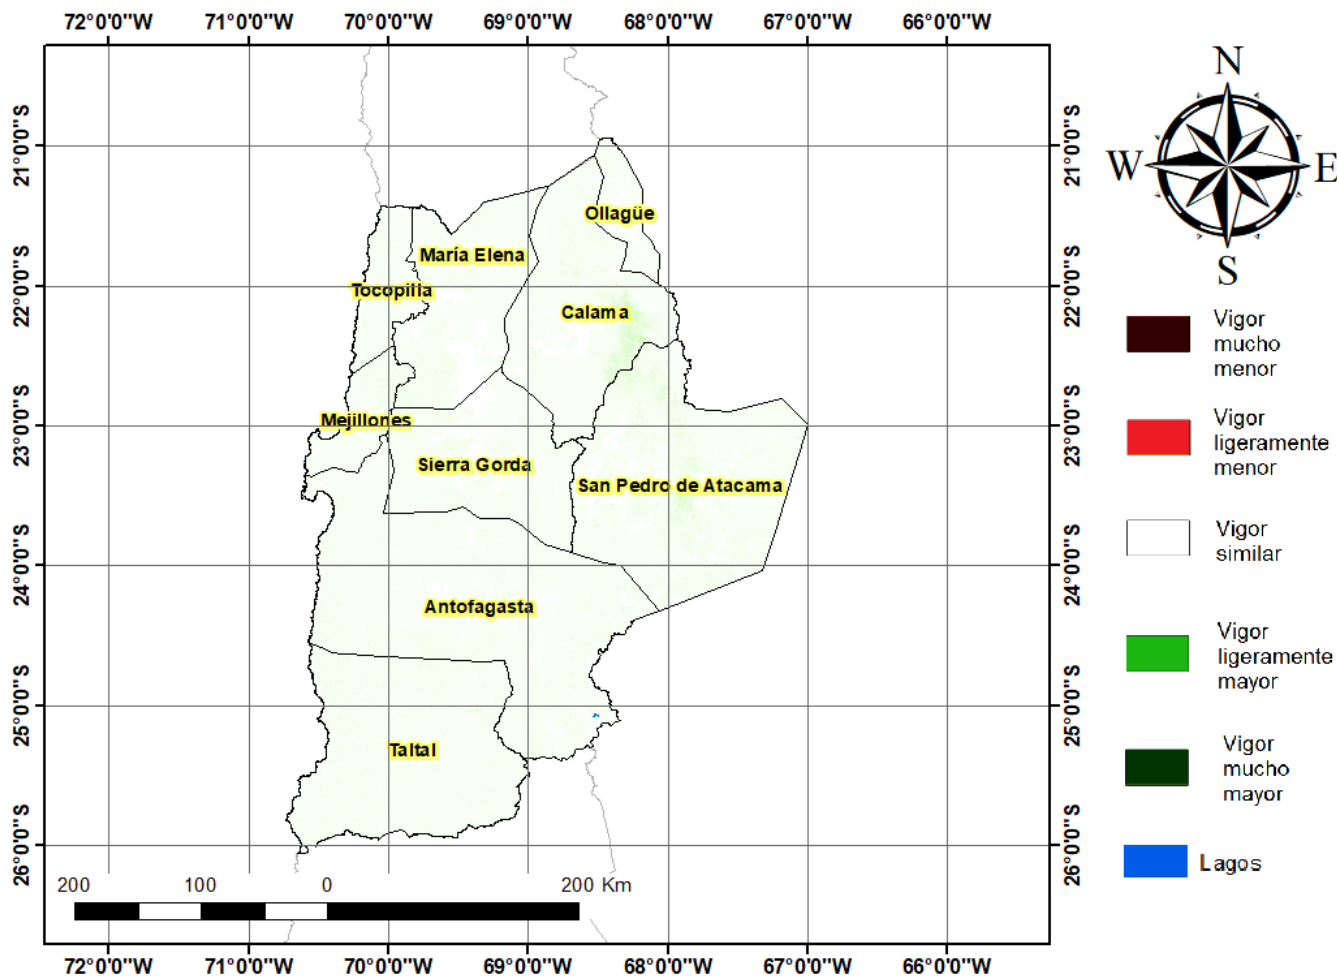 72°0'0"W 71°0'0"W 70°0'0"W 69°0'0"W 68°0'0"W 67°0'0"W 66°0'0"W
N
W E
S
21°0'0"S 21°0'0"S
22°0'0"S 22°0'0"S
23°0'0"S 23°0'0"S
24°0'0"S 24°0'0"S
25°0'0"S 25°0'0"S
26°0'0"S 26°0'0"S
Ollagüe
María Elena
Tocopilla
Calama
Mejillones
Sierra Gorda
San Pedro de Atacama
Antofagasta
Taltal
200 100 0 200 Km
72°0'0"W 71°0'0"W 70°0'0"W 69°0'0"W 68°0'0"W 67°0'0"W 66°0'0"W
Vigor
mucho
menor
Vigor
ligeramente
menor
Vigor
similar
Vigor
ligeramente
mayor
Vigor
mucho
mayor
Lagos